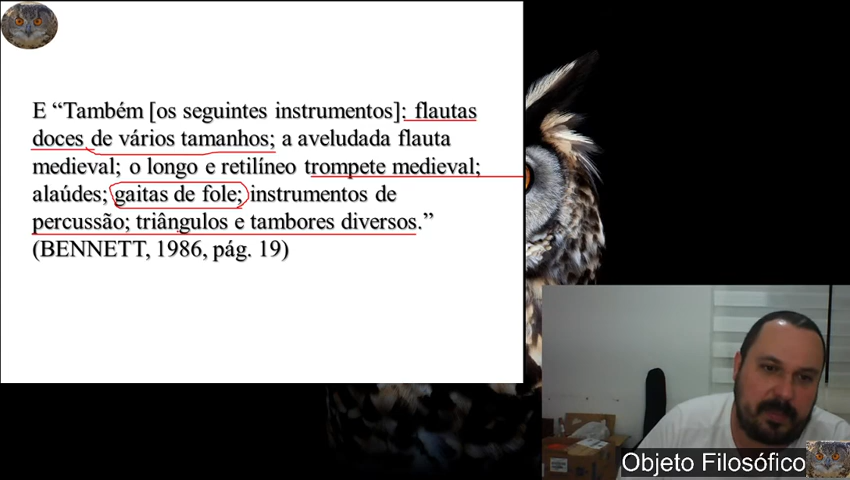 E “Também [os seguintes instrumentos]: flautas
doces de vários tamanhos; a aveludada flauta
medieval; o longo e retilíneo trompete medieval;
alaúdes; gaitas de fole; instrumentos de
percussão; triângulos e tambores diversos.”
(BENNETT, 1986, pág. 19)
Objeto Filosófico